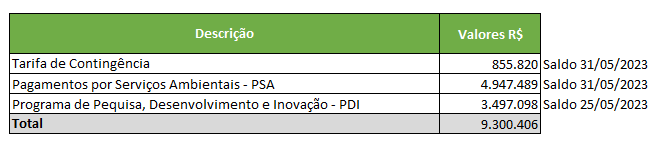 Descrição Valores R$
Tarifa de Contingência 855.820 Saldo 31/05/2023
Pagamentos por Serviços Ambientais - PSA 4.947.489 Saldo 31/05/2023
Programa de Pequisa, Desenvolvimento e Inovação - PDI 3.497.098 Saldo 25/05/2023
Total 9.300.406